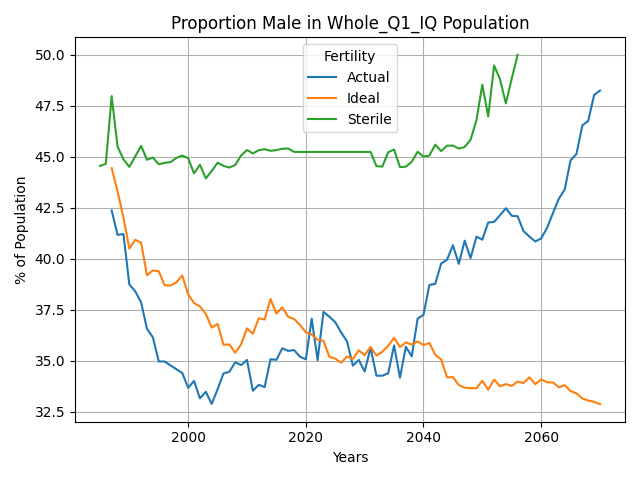 Proportion Male in Whole_Q1_IQ Population
Fertility
Actual
Ideal
Sterile
% of Population
50.0
47.5
45.0
42.5
40.0
37.5
35.0
32.5
2000
2020
2040
2060
Years